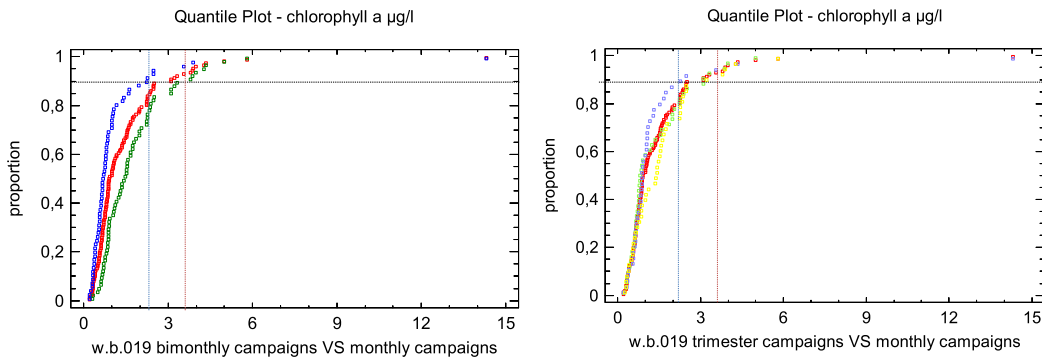 Quantile Plot - chlorophyll a µg/l
1
0,8
0,6
0,4
0,2
0
proportion
0 3 6 9 12 15
w.b.019 bimonthly campaigns VS monthly campaigns
Quantile Plot - chlorophyll a µg/l
1
0,8
0,6
0,4
0,2
0
proportion
0 3 6 9 12 15
w.b.019 trimester campaigns VS monthly campaigns